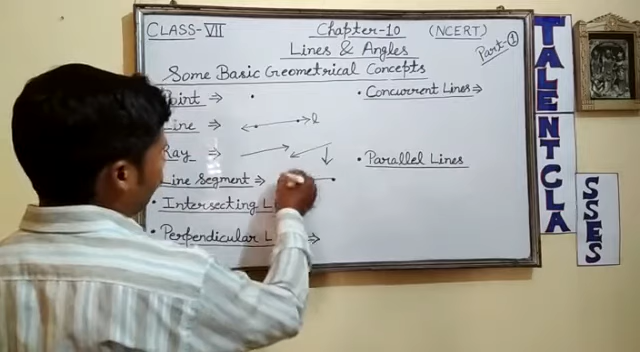 CLASS-VII
Chapter-10 (NCERT)
Lines & Angles
Part-1
Some Basic Geometrical Concepts
Point ⇒
Line ⇒ l
Ray ⇒
Line Segment ⇒
• Intersecting
• Perpendicular L ⇒
• Concurrent Lines ⇒
• Parallel Lines
TALENT CLA
SSES